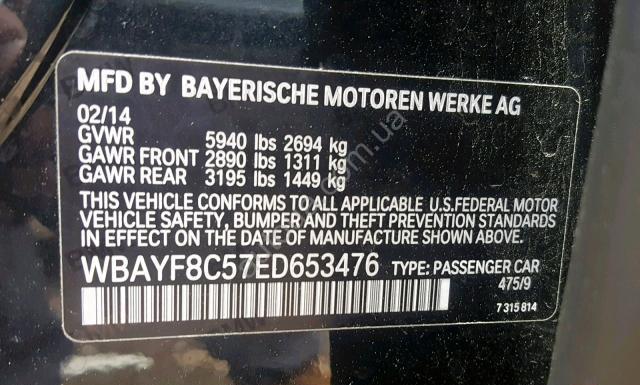 MFD BY BAYERISCHE MOTOREN WERKE AG
02/14
GVWR 5940 lbs 2694 kg
GAWR FRONT 2890 lbs 1311 kg
GAWR REAR 3195 lbs 1449 kg
THIS VEHICLE CONFORMS TO ALL APPLICABLE U.S.FEDERAL MOTOR
VEHICLE SAFETY, BUMPER AND THEFT PREVENTION STANDARDS
IN EFFECT ON THE DATE OF MANUFACTURE SHOWN ABOVE.
WBAYF8C57ED653476 TYPE: PASSENGER CAR
475/9
7 315 814